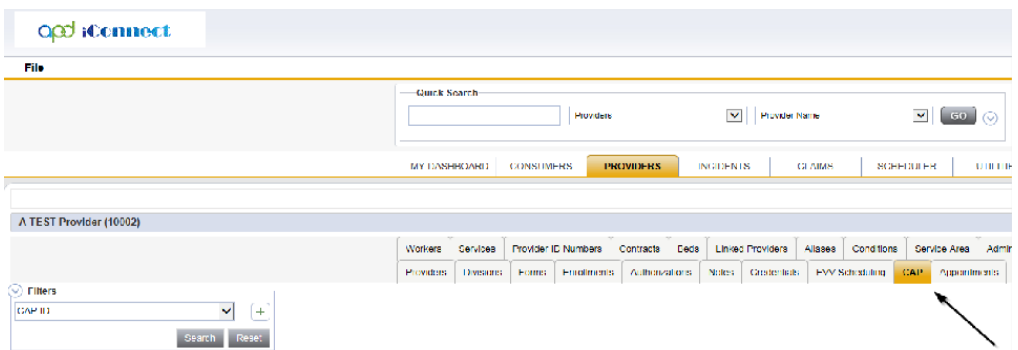 apd iConnect
File
Quick Search
Providers Provider Name GO
MY DASHBOARD CONSUMERS PROVIDERS INCIDENTS CLAIMS SCHEDULER
A TEST Provider (10002)
Workers Services Provider ID Numbers Contracts Beds Linked Providers Aliases Conditions Service Area Admin
Providers Divisions Forms Enrollments Authorizations Notes Credentials EVV Scheduling CAP Appointments
Filters
CAP ID
Search Reset